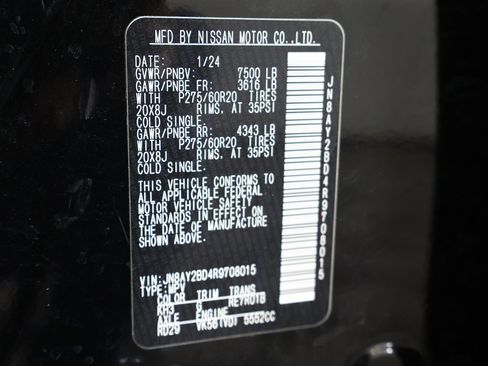 MFD BY NISSAN MOTOR CO.,LTD.
DATE: 1/24
GVWR/PNBV: 7500 LB
GAWR/PNBE FR: 3616 LB
WITH P275/60R20 TIRES
20X8J RIMS, AT 35PSI
COLD SINGLE.
GAWR/PNBE RR: 4343 LB
WITH P275/60R20 TIRES
20X8J RIMS, AT 35PSI
COLD SINGLE.
THIS VEHICLE CONFORMS TO
ALL APPLICABLE FEDERAL
MOTOR VEHICLE SAFETY
STANDARDS IN EFFECT ON
THE DATE OF MANUFACTURE
SHOWN ABOVE.
VIN: JN8AY2BD4R9708015
TYPE: MPV
COLOR TRIM TRANS
KH3 G RE7R01B
AXLE ENGINE
RD29 VK56(VD) 5552CC
JN8AY2BD4R9708015